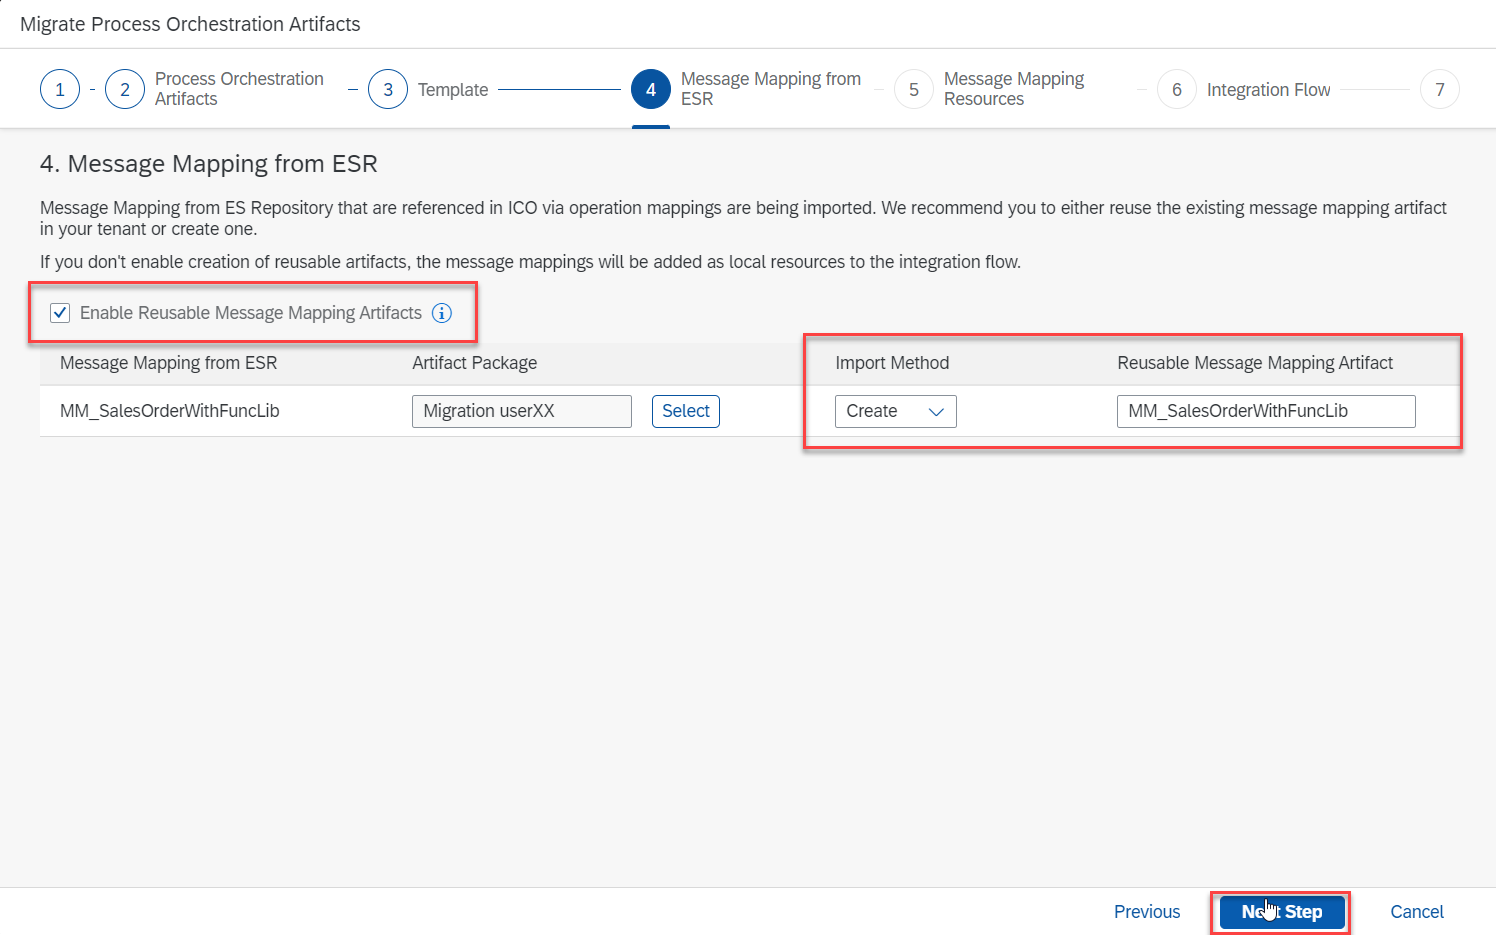 Migrate Process Orchestration Artifacts
1 - 2 Process Orchestration
Artifacts
3 Template
4 Message Mapping from
ESR
5 Message Mapping
Resources
6 Integration Flow
7
4. Message Mapping from ESR
Message Mapping from ES Repository that are referenced in ICO via operation mappings are being imported. We recommend you to either reuse the existing message mapping artifact
in your tenant or create one.
If you don't enable creation of reusable artifacts, the message mappings will be added as local resources to the integration flow.
Enable Reusable Message Mapping Artifacts
Message Mapping from ESR Artifact Package Import Method Reusable Message Mapping Artifact
MM_SalesOrderWithFuncLib Migration userXX Select Create MM_SalesOrderWithFuncLib
Previous Next Step Cancel